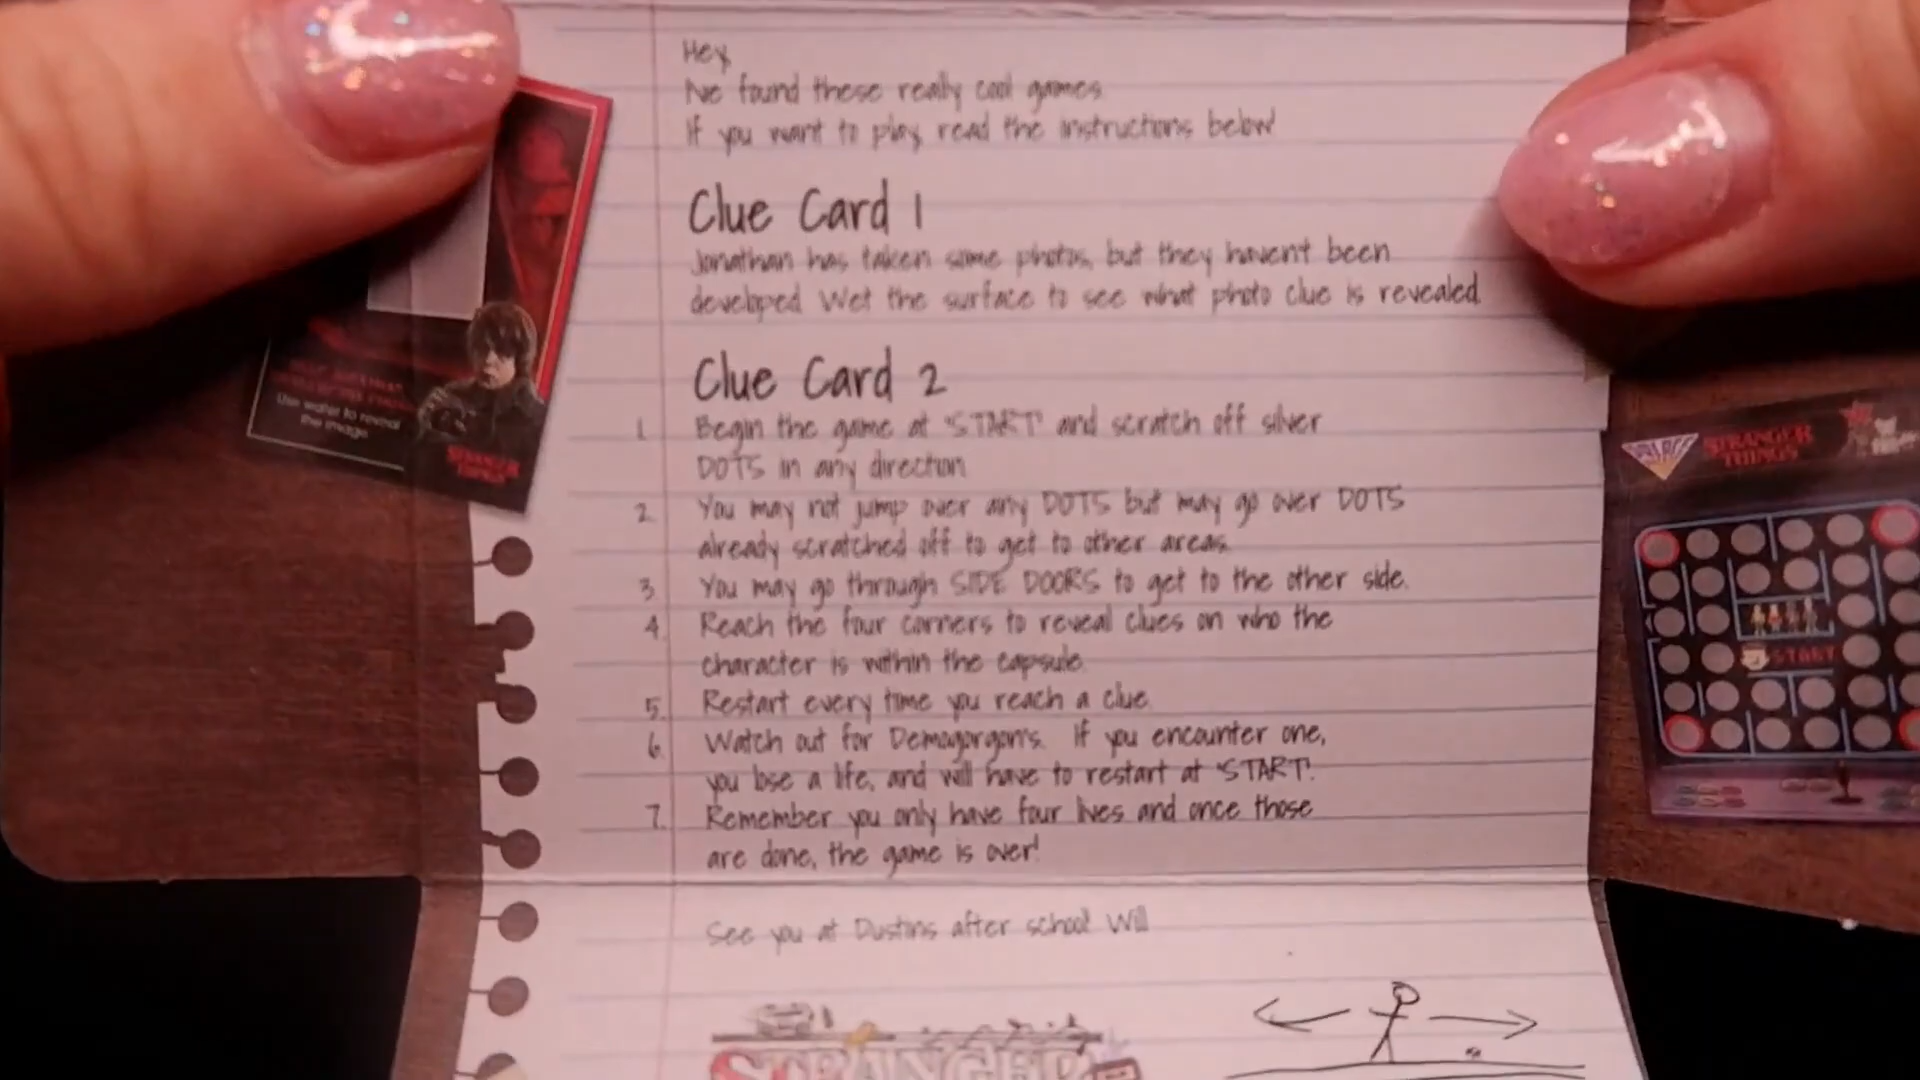 Hey,
I've found these really cool games.
If you want to play, read the instructions below!
Clue Card 1
Jonathan has taken some photos, but they haven't been
developed. Wet the surface to see what photo clue is revealed.
Clue Card 2
1. Begin the game at 'START' and scratch off silver
DOTS in any direction
2. You may not jump over any DOTS but may go over DOTS
already scratched off to get to other areas.
3. You may go through SIDE DOORS to get to the other side.
4. Reach the four corners to reveal clues on who the
character is within the capsule.
5. Restart every time you reach a clue.
6. Watch out for Demogorgon's. If you encounter one,
you lose a life, and will have to restart at 'START'.
7. Remember you only have four lives and once those
are done, the game is over!
See you at Dustins after school! Will
STRANGER
Use water to reveal
the image.
STRANGER
THINGS
PALACE
STRANGER
THINGS
START